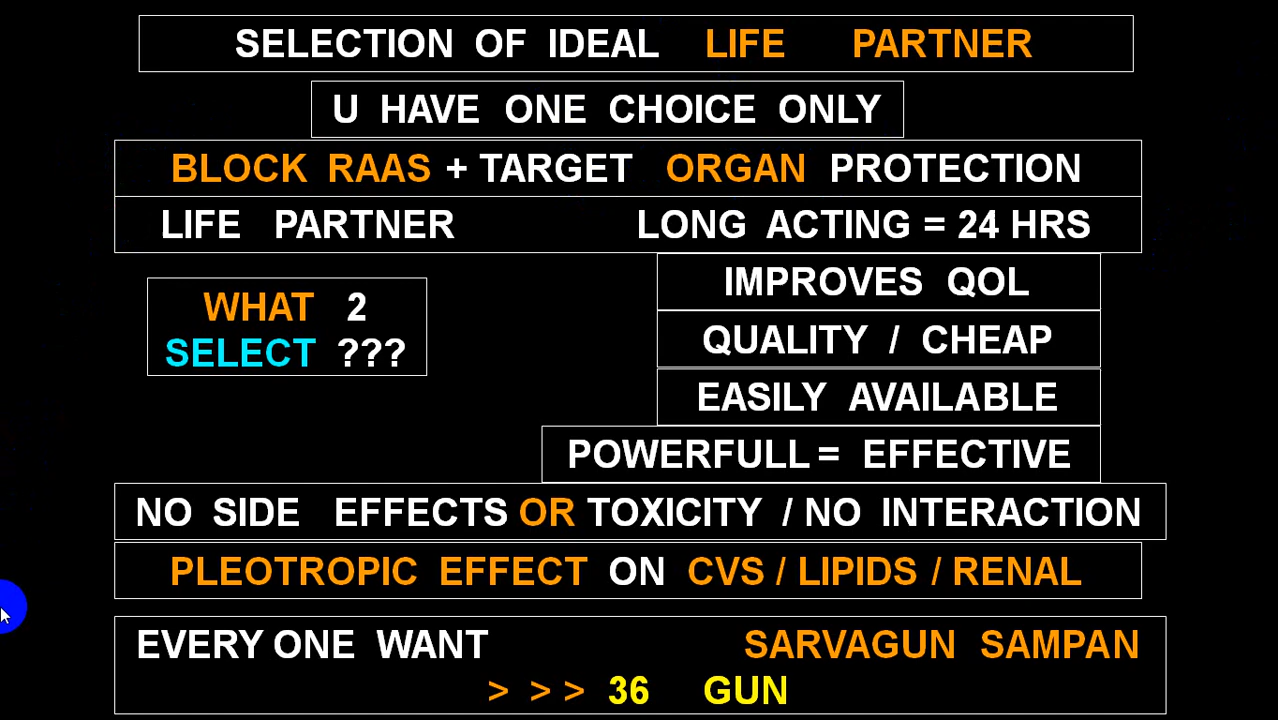 SELECTION OF IDEAL LIFE PARTNER
U HAVE ONE CHOICE ONLY
BLOCK RAAS + TARGET ORGAN PROTECTION
LIFE PARTNER LONG ACTING = 24 HRS
IMPROVES QOL
WHAT 2
SELECT ???
QUALITY / CHEAP
EASILY AVAILABLE
POWERFULL = EFFECTIVE
NO SIDE EFFECTS OR TOXICITY / NO INTERACTION
PLEOTROPIC EFFECT ON CVS / LIPIDS / RENAL
EVERY ONE WANT SARVAGUN SAMPAN
> > > 36 GUN